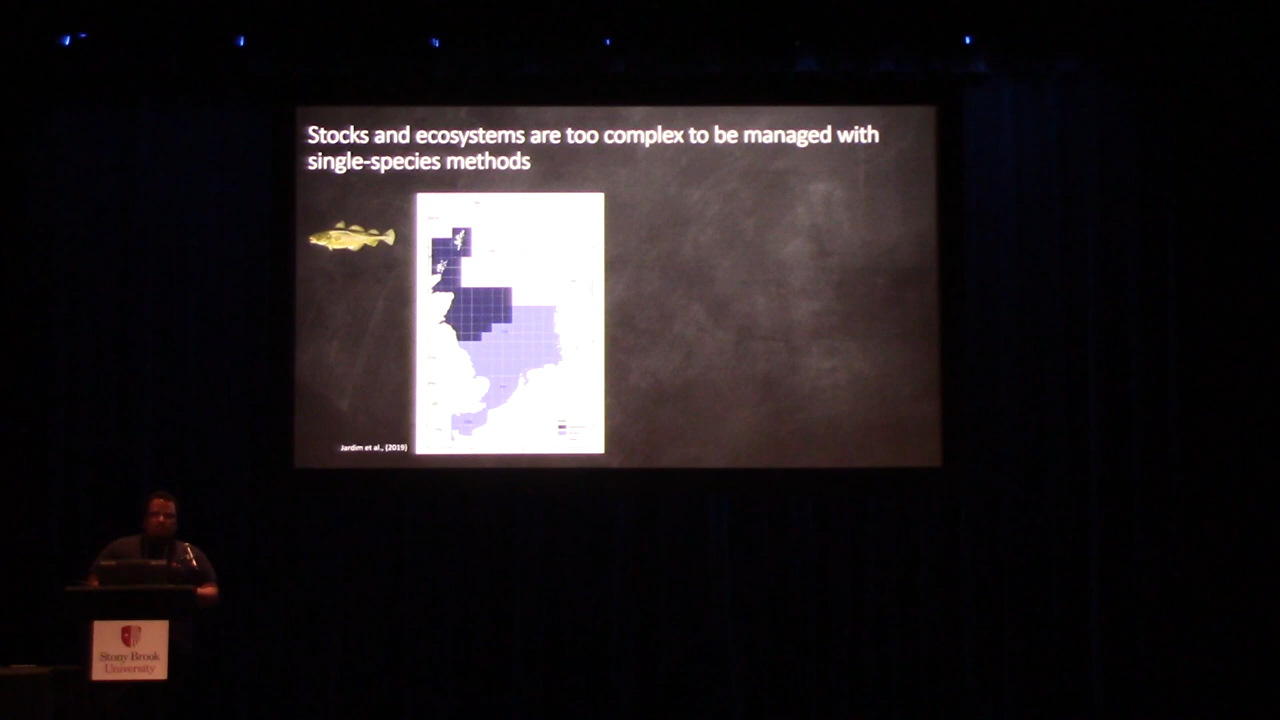 Stocks and ecosystems are too complex to be managed with
single-species methods
Jardim et al., (2019)
Stony Brook
University